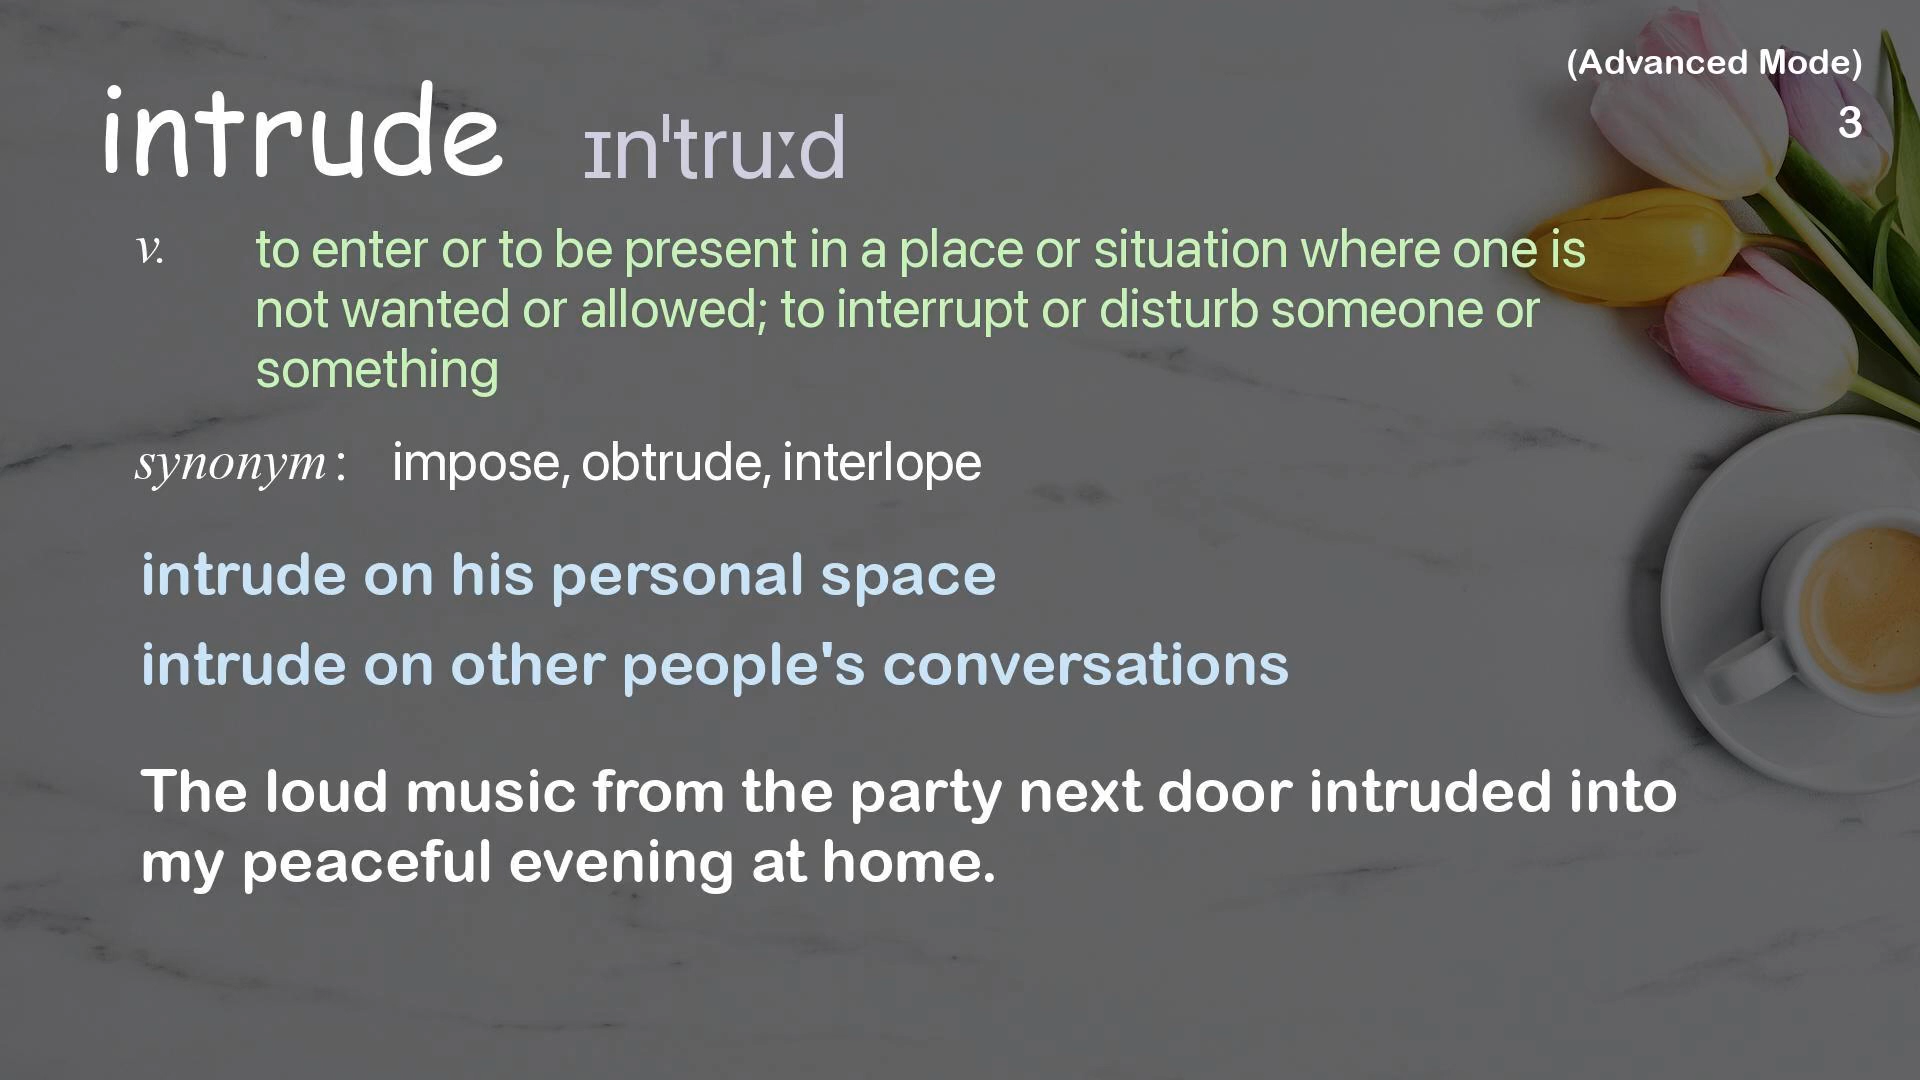 (Advanced Mode)
3
intrude ɪnˈtruːd
v. to enter or to be present in a place or situation where one is
not wanted or allowed; to interrupt or disturb someone or
something
synonym: impose, obtrude, interlope
intrude on his personal space
intrude on other people's conversations
The loud music from the party next door intruded into
my peaceful evening at home.